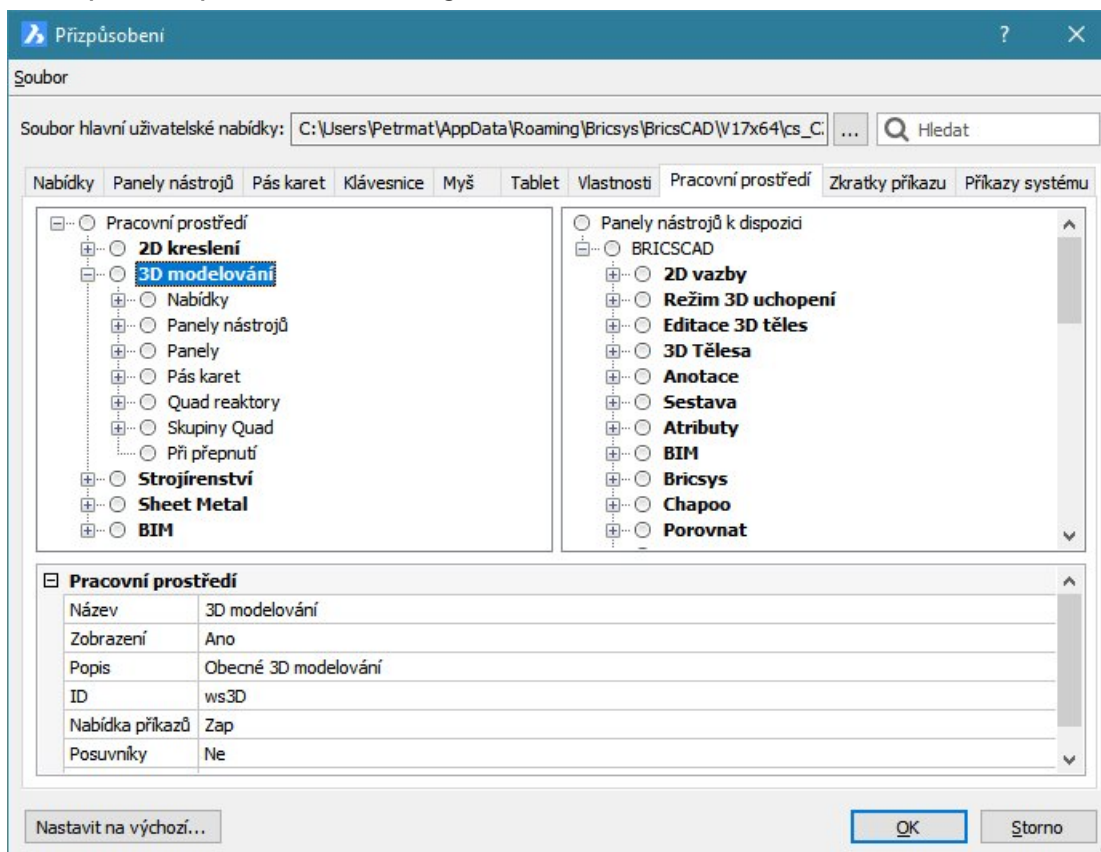 Přizpůsobení
Soubor
Soubor hlavní uživatelské nabídky: C:\Users\Petrmat\AppData\Roaming\Bricsys\BricsCAD\V17x64\cs_C ... Hledat
Nabídky Panely nástrojů Pás karet Klávesnice Myš Tablet Vlastnosti Pracovní prostředí Zkratky příkazu Příkazy systému
Pracovní prostředí
2D kreslení
3D modelování
Nabídky
Panely nástrojů
Panely
Pás karet
Quad reaktory
Skupiny Quad
Při přepnutí
Strojírenství
Sheet Metal
BIM
Panely nástrojů k dispozici
BRICSCAD
2D vazby
Režim 3D uchopení
Editace 3D těles
3D Tělesa
Anotace
Sestava
Atributy
BIM
Bricsys
Chapoo
Porovnat
Pracovní prostředí
Název 3D modelování
Zobrazení Ano
Popis Obecné 3D modelování
ID ws3D
Nabídka příkazů Zap
Posuvníky Ne
Nastavit na výchozí... OK Storno